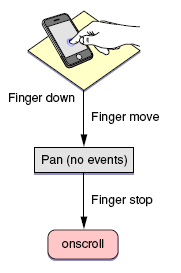 Finger down
Finger move
Pan (no events)
Finger stop
onscroll